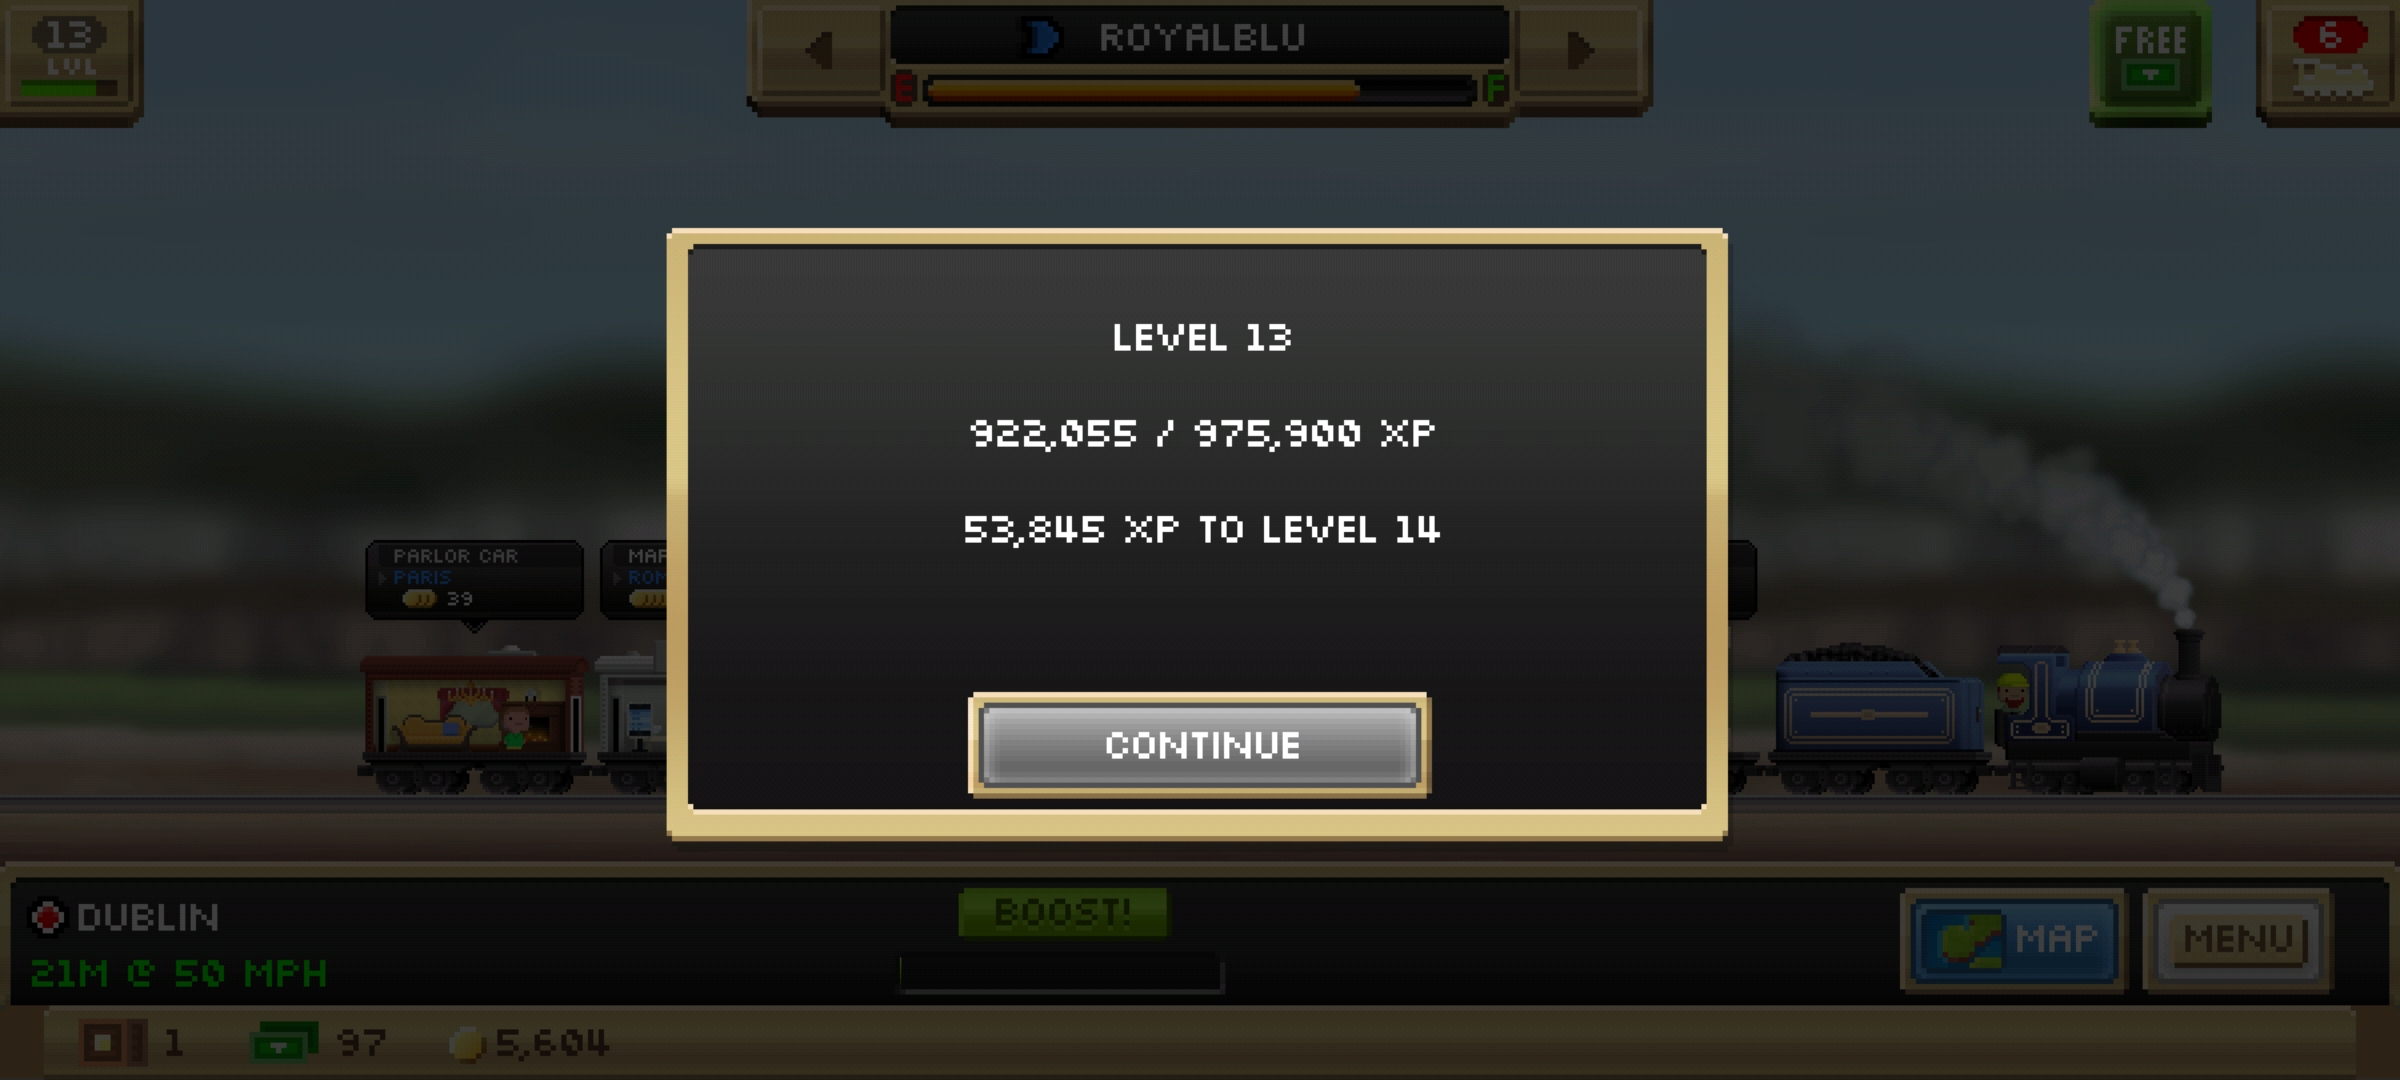 13
LVL
ROYALBLU
E
F
FREE
6
LEVEL 13
922,055 / 975,900 XP
53,845 XP TO LEVEL 14
CONTINUE
PARLOR CAR
PARIS
39
DUBLIN
21M @ 50 MPH
BOOST!
MAP
MENU
1
97
5,604